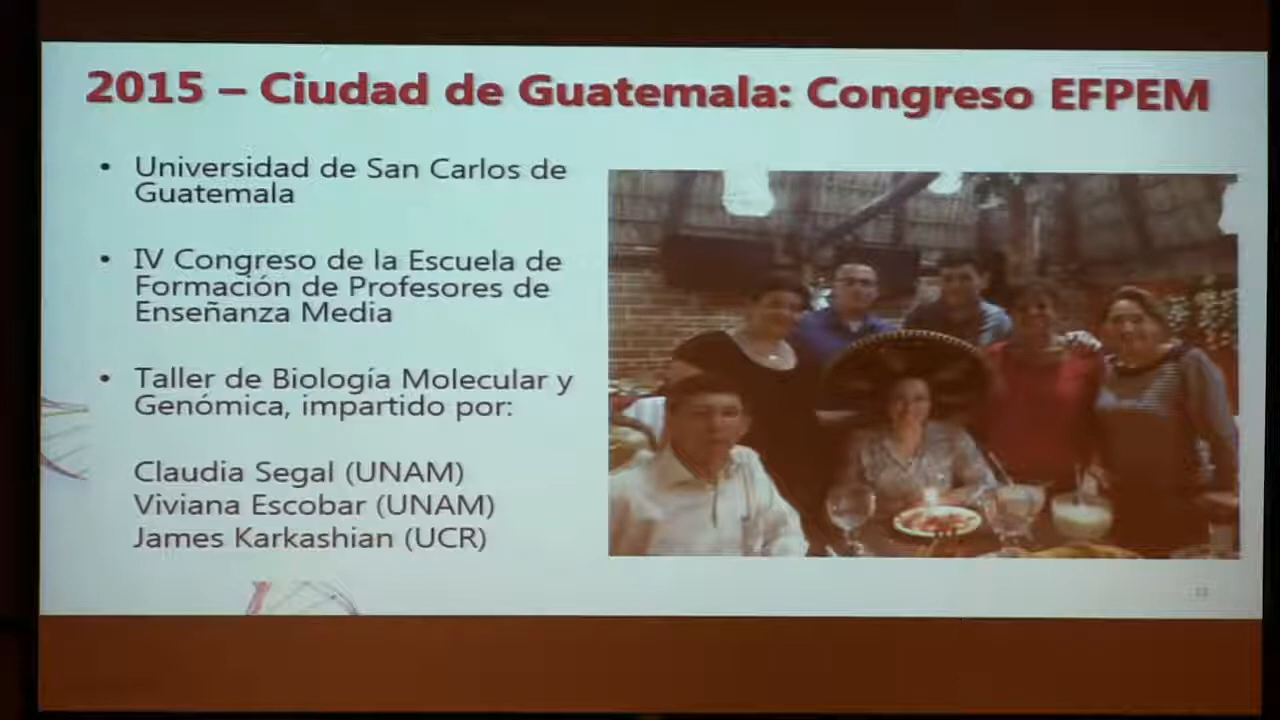 2015 – Ciudad de Guatemala: Congreso EFPEM
• Universidad de San Carlos de
Guatemala
• IV Congreso de la Escuela de
Formación de Profesores de
Enseñanza Media
• Taller de Biología Molecular y
Genómica, impartido por:
Claudia Segal (UNAM)
Viviana Escobar (UNAM)
James Karkashian (UCR)